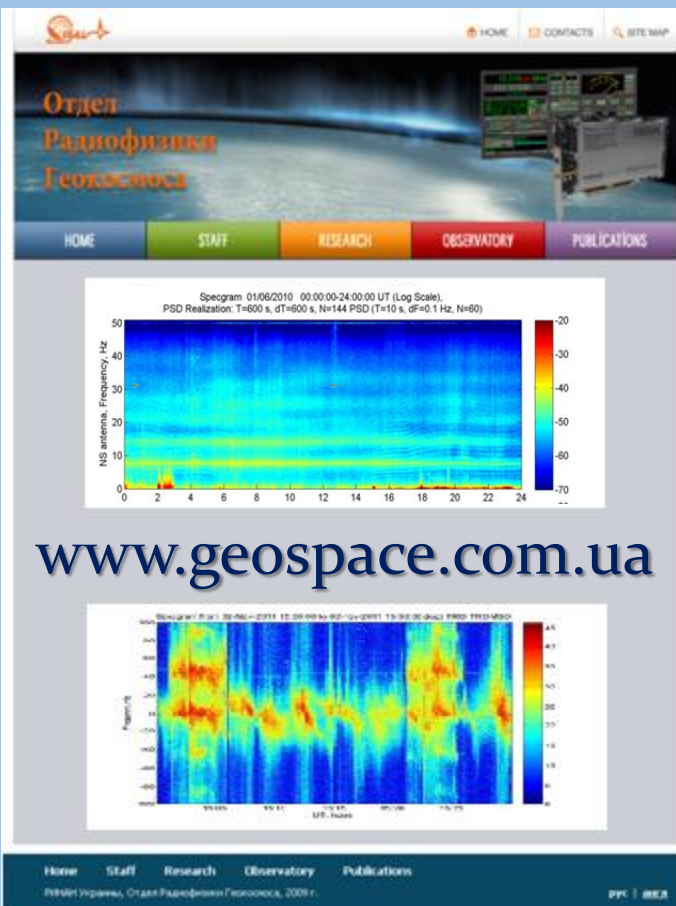 HOME CONTACTS SITE MAP
Отдел
Радиофизики
Геокосмоса
HOME STAFF RESEARCH OBSERVATORY PUBLICATIONS
Specgram 01/06/2010 00:00:00-24:00:00 UT (Log Scale),
PSD Realization: T=600 s, dT=600 s, N=144 PSD (T=10 s, dF=0.1 Hz, N=60)
NS antenna, Frequency, Hz
50
40
30
20
10
0
0 2 4 6 8 10 12 14 16 18 20 22 24
-20
-30
-40
-50
-60
-70
www.geospace.com.ua
Specgram from
UT, hours
Home Staff Research Observatory Publications
РИНАН Украины, Отдел Радиофизики Геокосмоса, 2009 г.
рус | англ